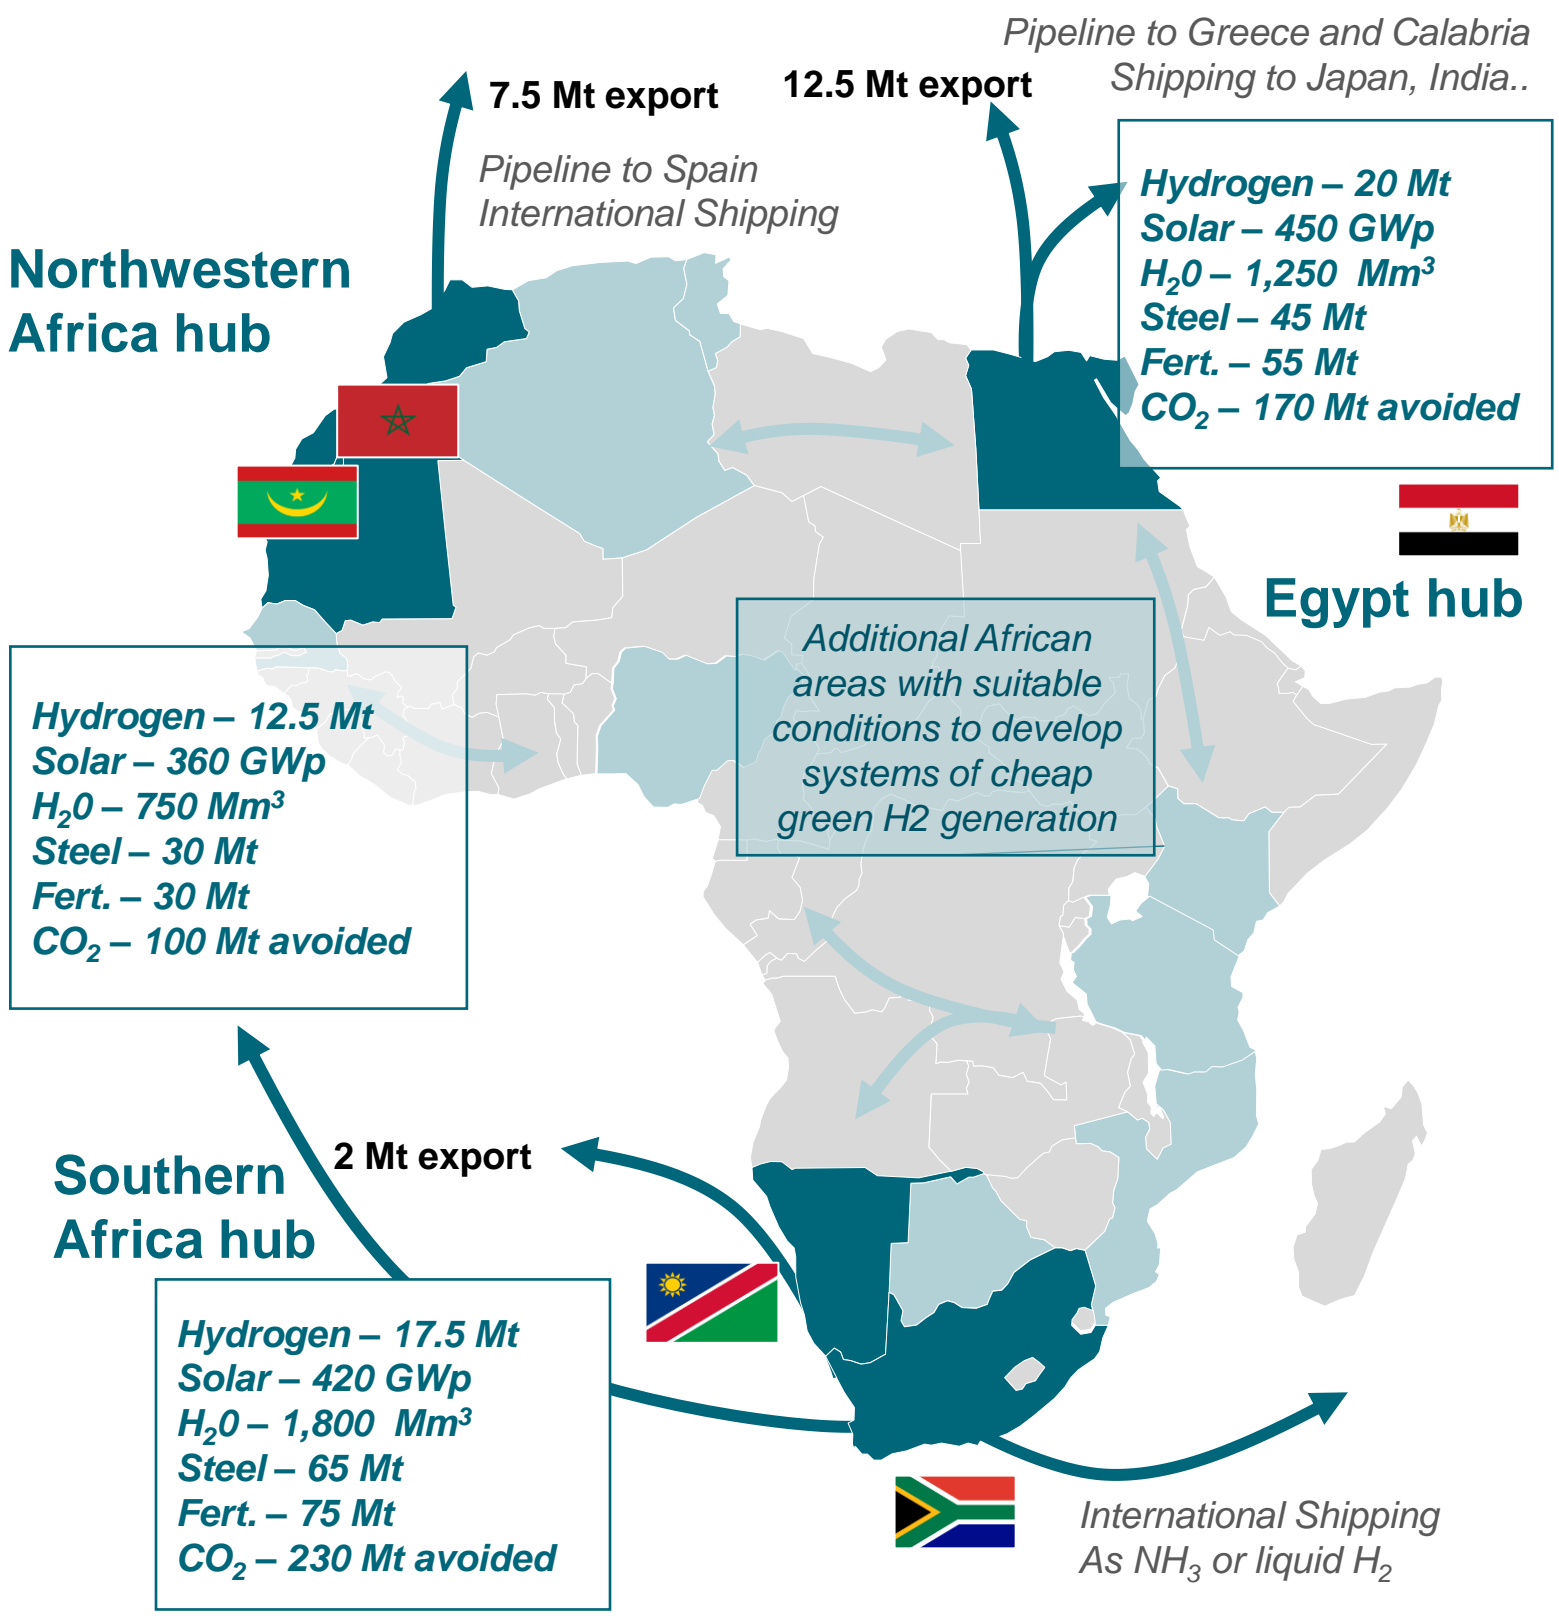 Pipeline to Greece and Calabria
Shipping to Japan, India..
7.5 Mt export
12.5 Mt export
Pipeline to Spain
International Shipping
Northwestern
Africa hub
Hydrogen – 20 Mt
Solar – 450 GWp
H20 – 1,250 Mm3
Steel – 45 Mt
Fert. – 55 Mt
CO2 – 170 Mt avoided
Egypt hub
Additional African
areas with suitable
conditions to develop
systems of cheap
green H2 generation
Hydrogen – 12.5 Mt
Solar – 360 GWp
H20 – 750 Mm3
Steel – 30 Mt
Fert. – 30 Mt
CO2 – 100 Mt avoided
2 Mt export
Southern
Africa hub
Hydrogen – 17.5 Mt
Solar – 420 GWp
H20 – 1,800 Mm3
Steel – 65 Mt
Fert. – 75 Mt
CO2 – 230 Mt avoided
International Shipping
As NH3 or liquid H2